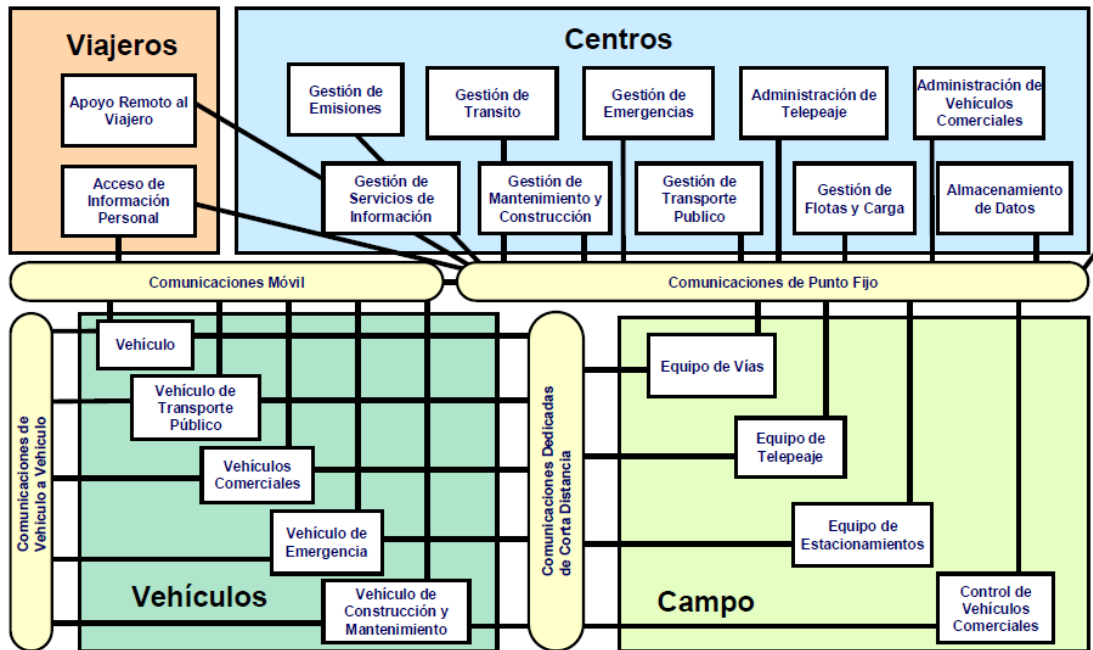 Viajeros
Apoyo Remoto al
Viajero
Acceso de
Información
Personal
Centros
Gestión de
Emisiones
Gestión de
Transito
Gestión de
Emergencias
Administración de
Telepeaje
Administración de
Vehículos
Comerciales
Gestión de
Servicios de
Información
Gestión de
Mantenimiento y
Construcción
Gestión de
Transporte
Publico
Gestión de
Flotas y Carga
Almacenamiento
de Datos
Comunicaciones Móvil
Comunicaciones de Punto Fijo
Comunicaciones de
Vehiculo a Vehiculo
Vehículo
Vehículo de
Transporte
Público
Vehículos
Comerciales
Vehículo de
Emergencia
Vehículo de
Construcción y
Mantenimiento
Vehículos
Comunicaciones Dedicadas
de Corta Distancia
Equipo de Vías
Equipo de
Telepeaje
Equipo de
Estacionamientos
Control de
Vehículos
Comerciales
Campo